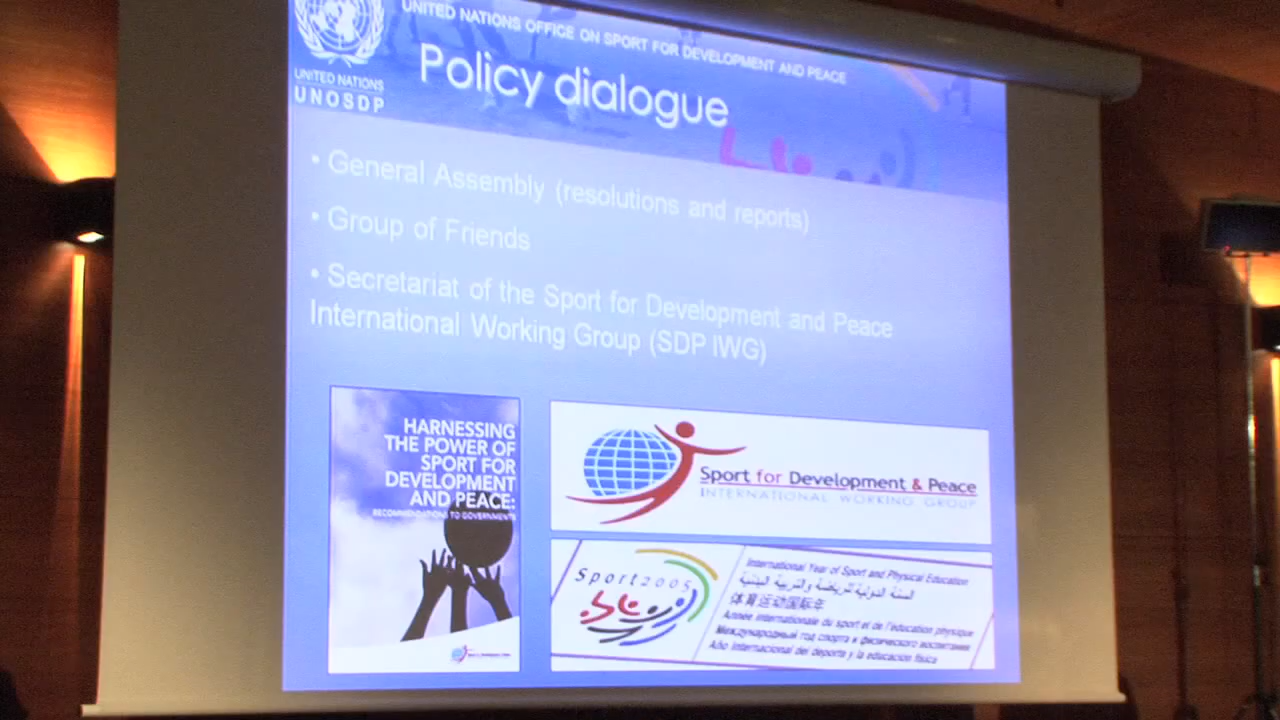 UNITED NATIONS OFFICE ON SPORT FOR DEVELOPMENT AND PEACE
UNITED NATIONS
UNOSDP
Policy dialogue
• General Assembly (resolutions and reports)
• Group of Friends
• Secretariat of the Sport for Development and Peace
International Working Group (SDP IWG)
HARNESSING
THE POWER OF
SPORT FOR
DEVELOPMENT
AND PEACE:
RECOMMENDATIONS TO GOVERNMENTS
Sport for Development & Peace
INTERNATIONAL WORKING GROUP
Sport2005
International Year of Sport and Physical Education
السنة الدولية للرياضة والتربية البدنية
体育运动国际年
Année internationale du sport et de l'éducation physique
Международный год спорта и физического воспитания
Año Internacional del deporte y la educación física